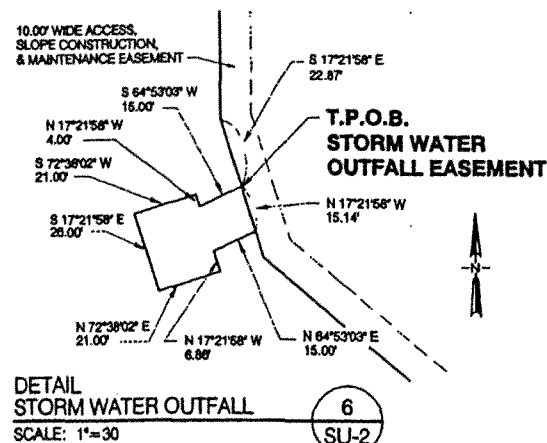 10.00' WIDE ACCESS,
SLOPE CONSTRUCTION,
& MAINTENANCE EASEMENT
S 17°21'58" E
22.87'
S 64°53'03" W
15.00'
T.P.O.B.
STORM WATER
OUTFALL EASEMENT
N 17°21'58" W
4.00'
S 72°38'02" W
21.00'
N 17°21'58" W
15.14'
S 17°21'58" E
26.00'
N
N 72°38'02" E
21.00'
N 17°21'58" W
6.86'
N 64°53'03" E
15.00'
DETAIL
STORM WATER OUTFALL
SCALE: 1"=30
6
SU-2